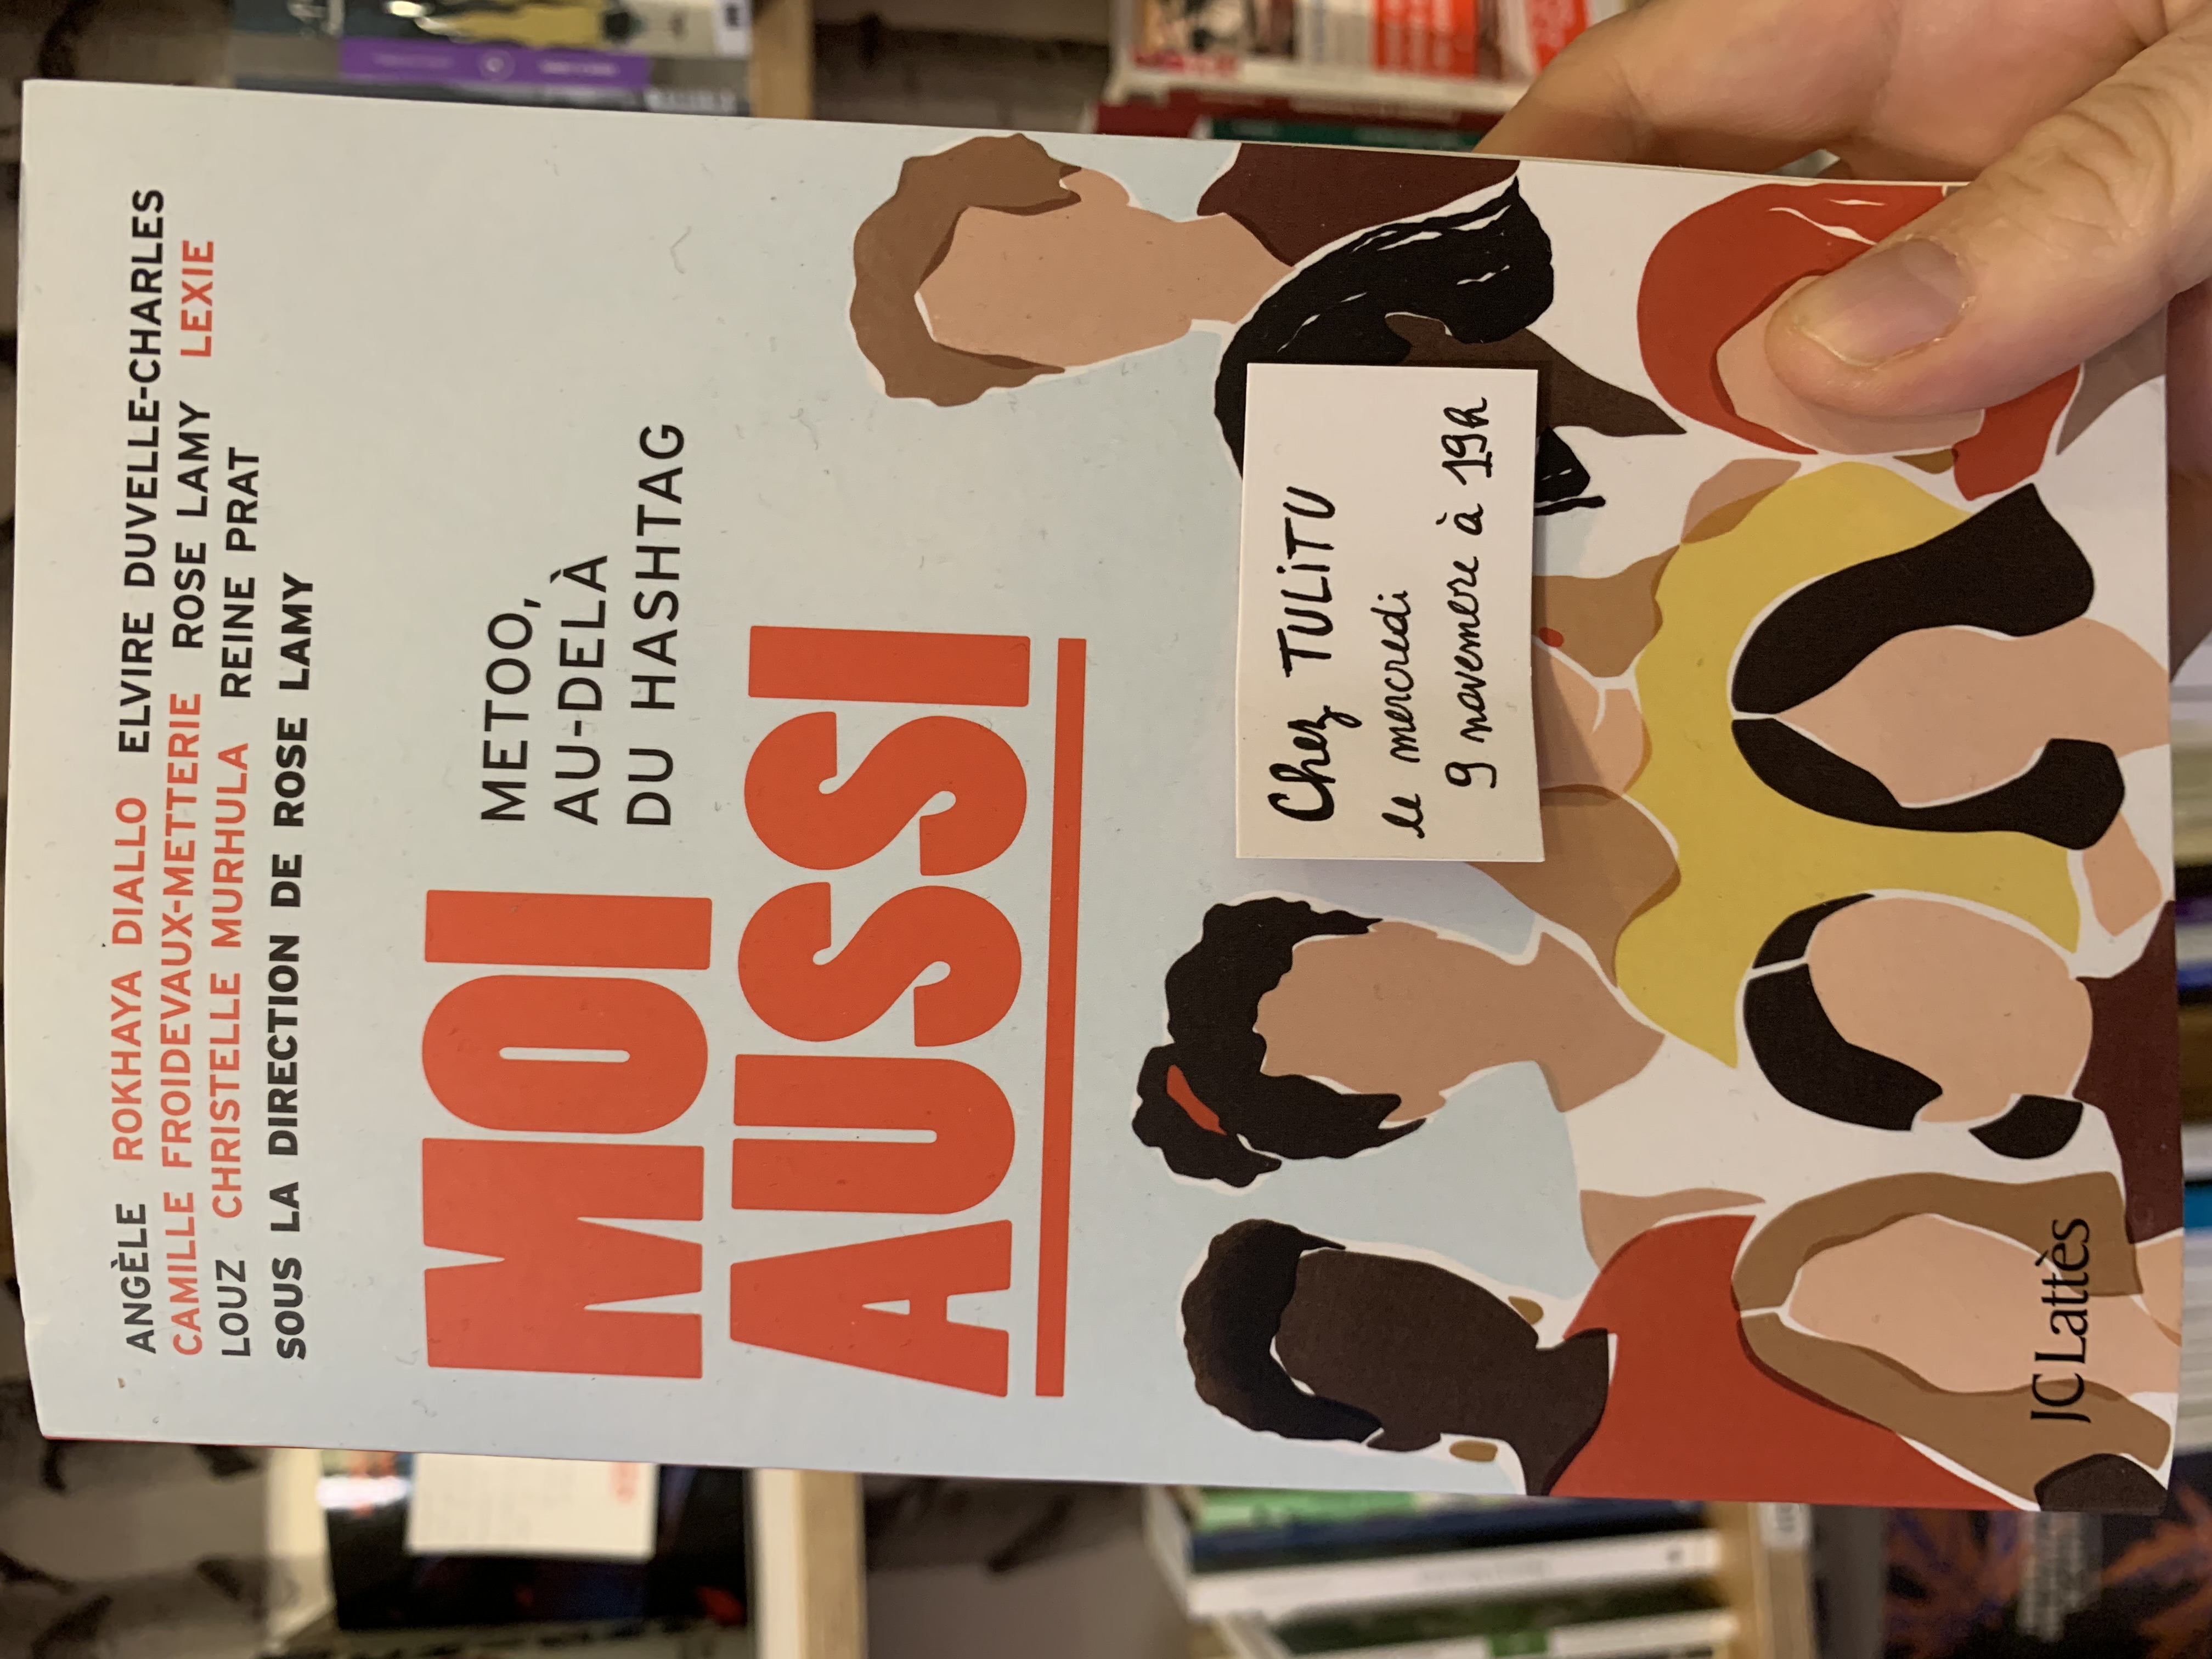 ANGÈLE ROKHAYA DIALLO ELVIRE DUVELLE-CHARLES
CAMILLE FROIDEVAUX-METTERIE ROSE LAMY LEXIE
LOUZ CHRISTELLE MURHULA REINE PRAT
SOUS LA DIRECTION DE ROSE LAMY
MOI
AUSSI
METOO,
AU-DELÀ
DU HASHTAG
Chez TULiTU
le mercredi
9 novembre à 19h
JC Lattès